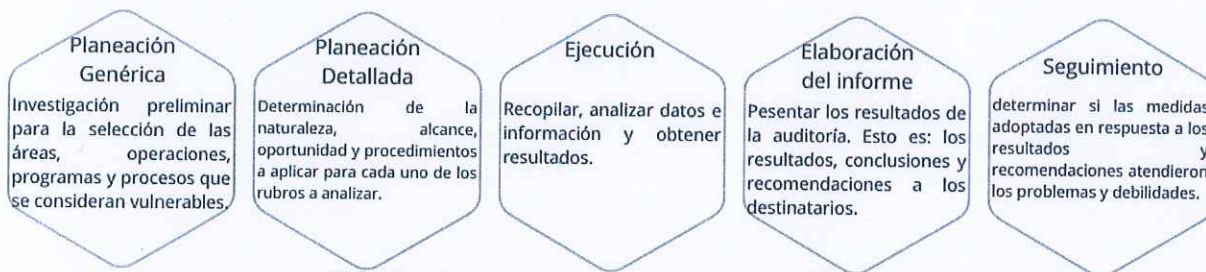 Planeación
Genérica
Investigación preliminar
para la selección de las
áreas, operaciones,
programas y procesos que
se consideran vulnerables.
Planeación
Detallada
Determinación de la
naturaleza, alcance,
oportunidad y procedimientos
a aplicar para cada uno de los
rubros a analizar.
Ejecución
Recopilar, analizar datos e
información y obtener
resultados.
Elaboración
del informe
Pesentar los resultados de
la auditoría. Esto es: los
resultados, conclusiones y
recomendaciones a los
destinatarios.
Seguimiento
determinar si las medidas
adoptadas en respuesta a los
resultados y
recomendaciones atendieron
los problemas y debilidades.